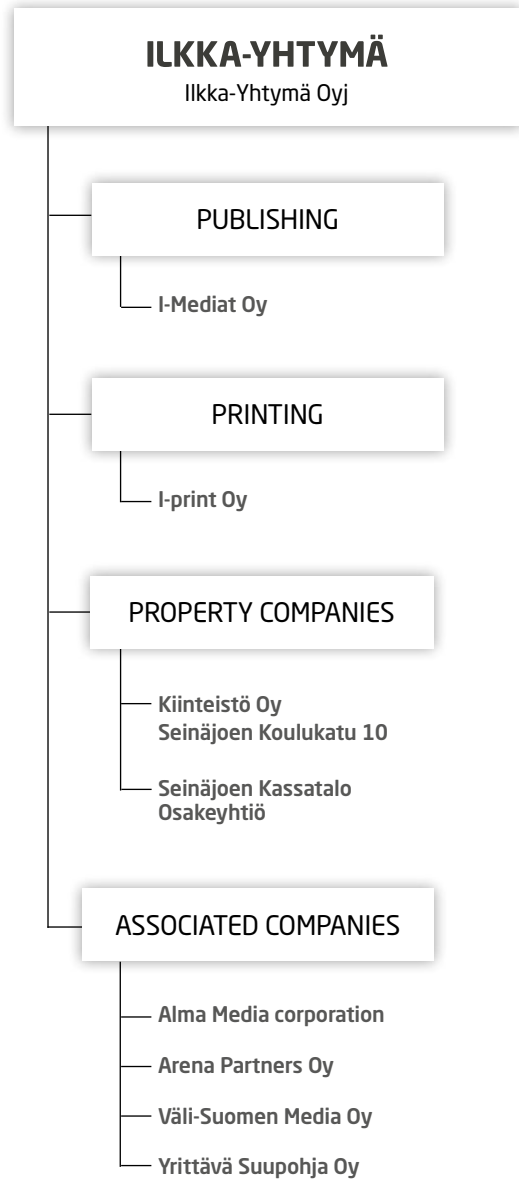 ILKKA-YHTYMÄ
Ilkka-Yhtymä Oyj
PUBLISHING
I-Mediat Oy
PRINTING
I-print Oy
PROPERTY COMPANIES
Kiinteistö Oy
Seinäjoen Koulukatu 10
Seinäjoen Kassatalo
Osakeyhtiö
ASSOCIATED COMPANIES
Alma Media corporation
Arena Partners Oy
Väli-Suomen Media Oy
Yrittävä Suupohja Oy